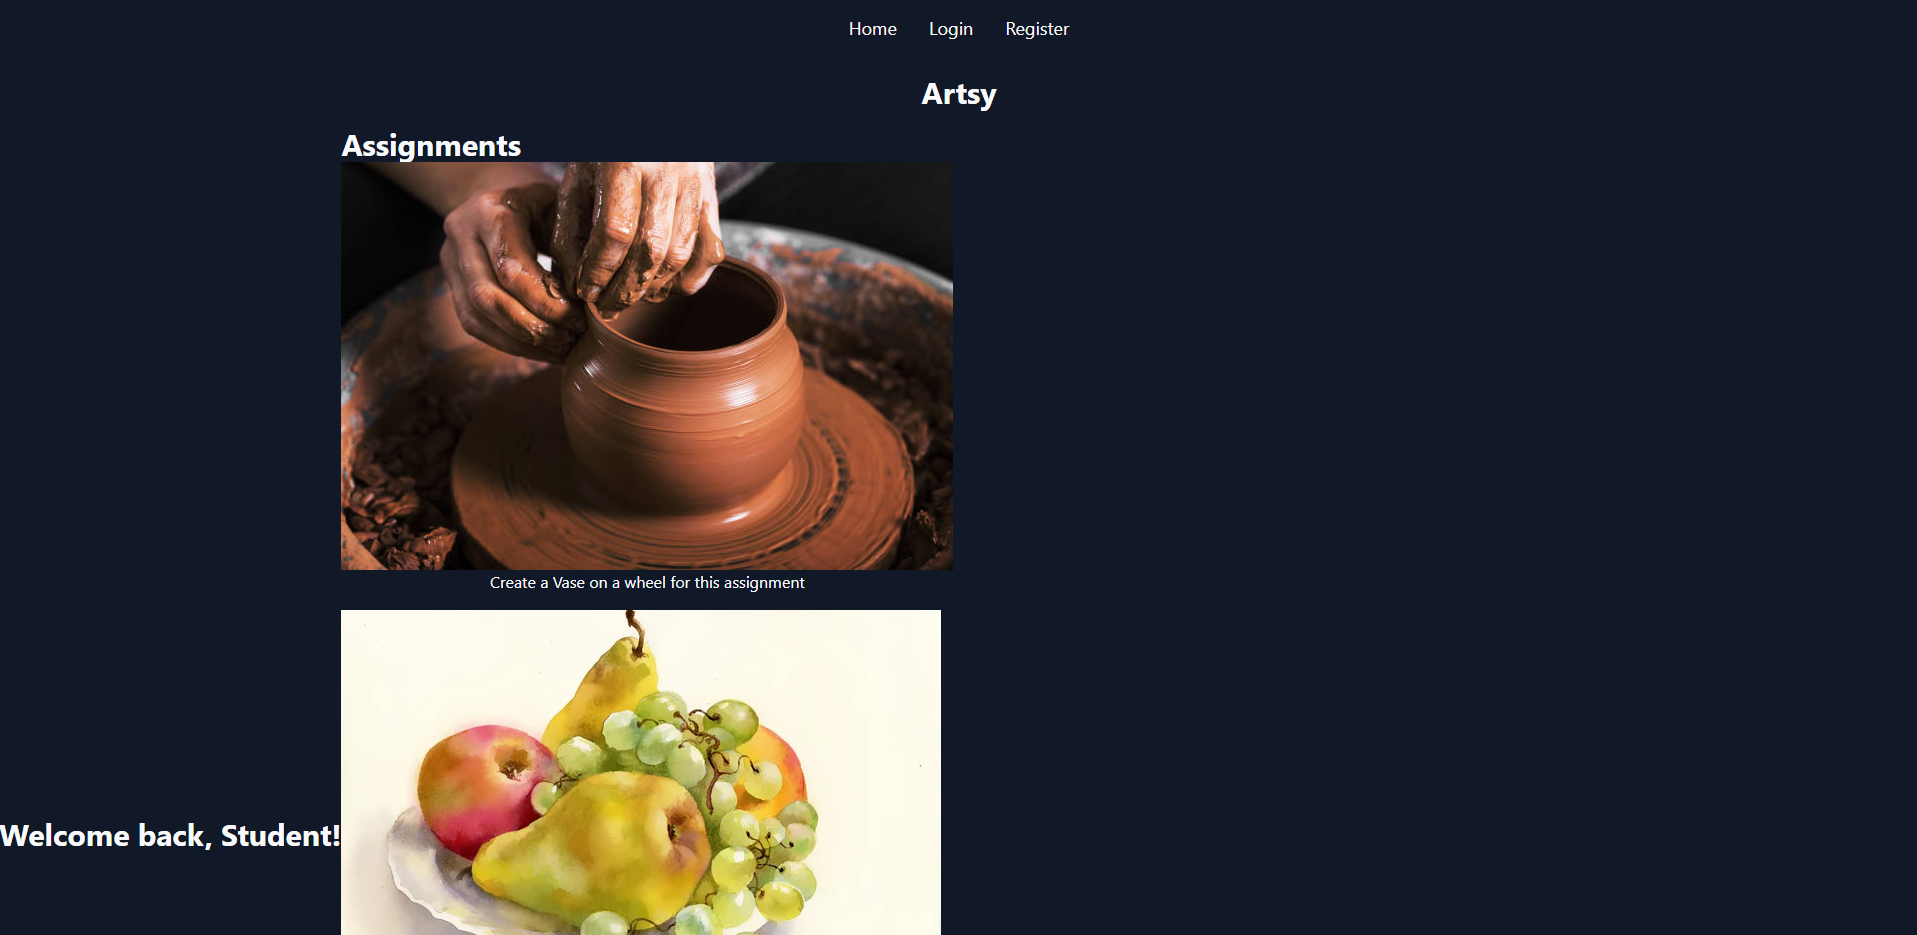 Home Login Register
Artsy
Assignments
Create a Vase on a wheel for this assignment
Welcome back, Student!